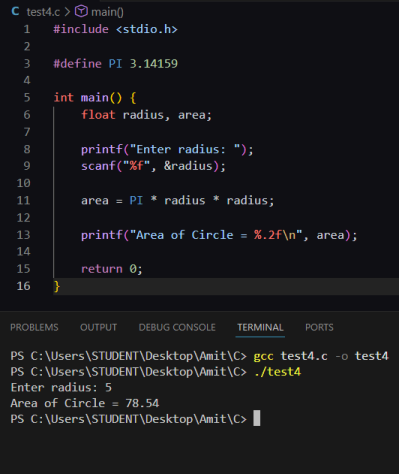 C test4.c > main()
1 #include <stdio.h>
2
3 #define PI 3.14159
4
5 int main() {
6     float radius, area;
7
8     printf("Enter radius: ");
9     scanf("%f", &radius);
10
11     area = PI * radius * radius;
12
13     printf("Area of Circle = %.2f\n", area);
14
15     return 0;
16 }
PROBLEMS OUTPUT DEBUG CONSOLE TERMINAL PORTS
PS C:\Users\STUDENT\Desktop\Amit\C> gcc test4.c -o test4
PS C:\Users\STUDENT\Desktop\Amit\C> ./test4
Enter radius: 5
Area of Circle = 78.54
PS C:\Users\STUDENT\Desktop\Amit\C>